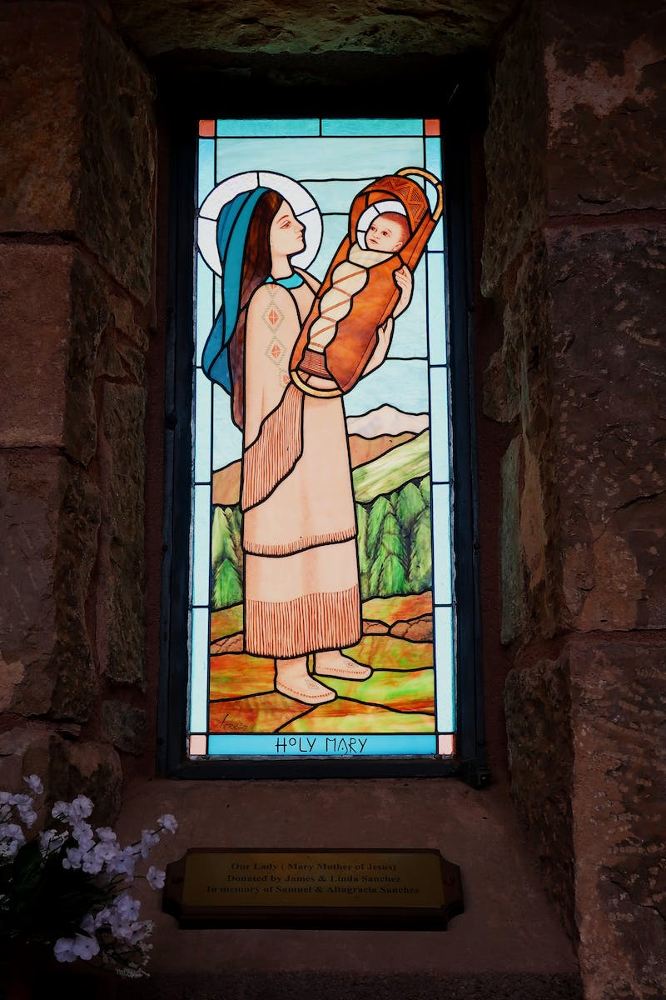 HOLY MARY
Our Lady ( Mary Mother of Jesus)
Donated by James & Linda Sanchez
In memory of Samuel & Altagracia Sanchez